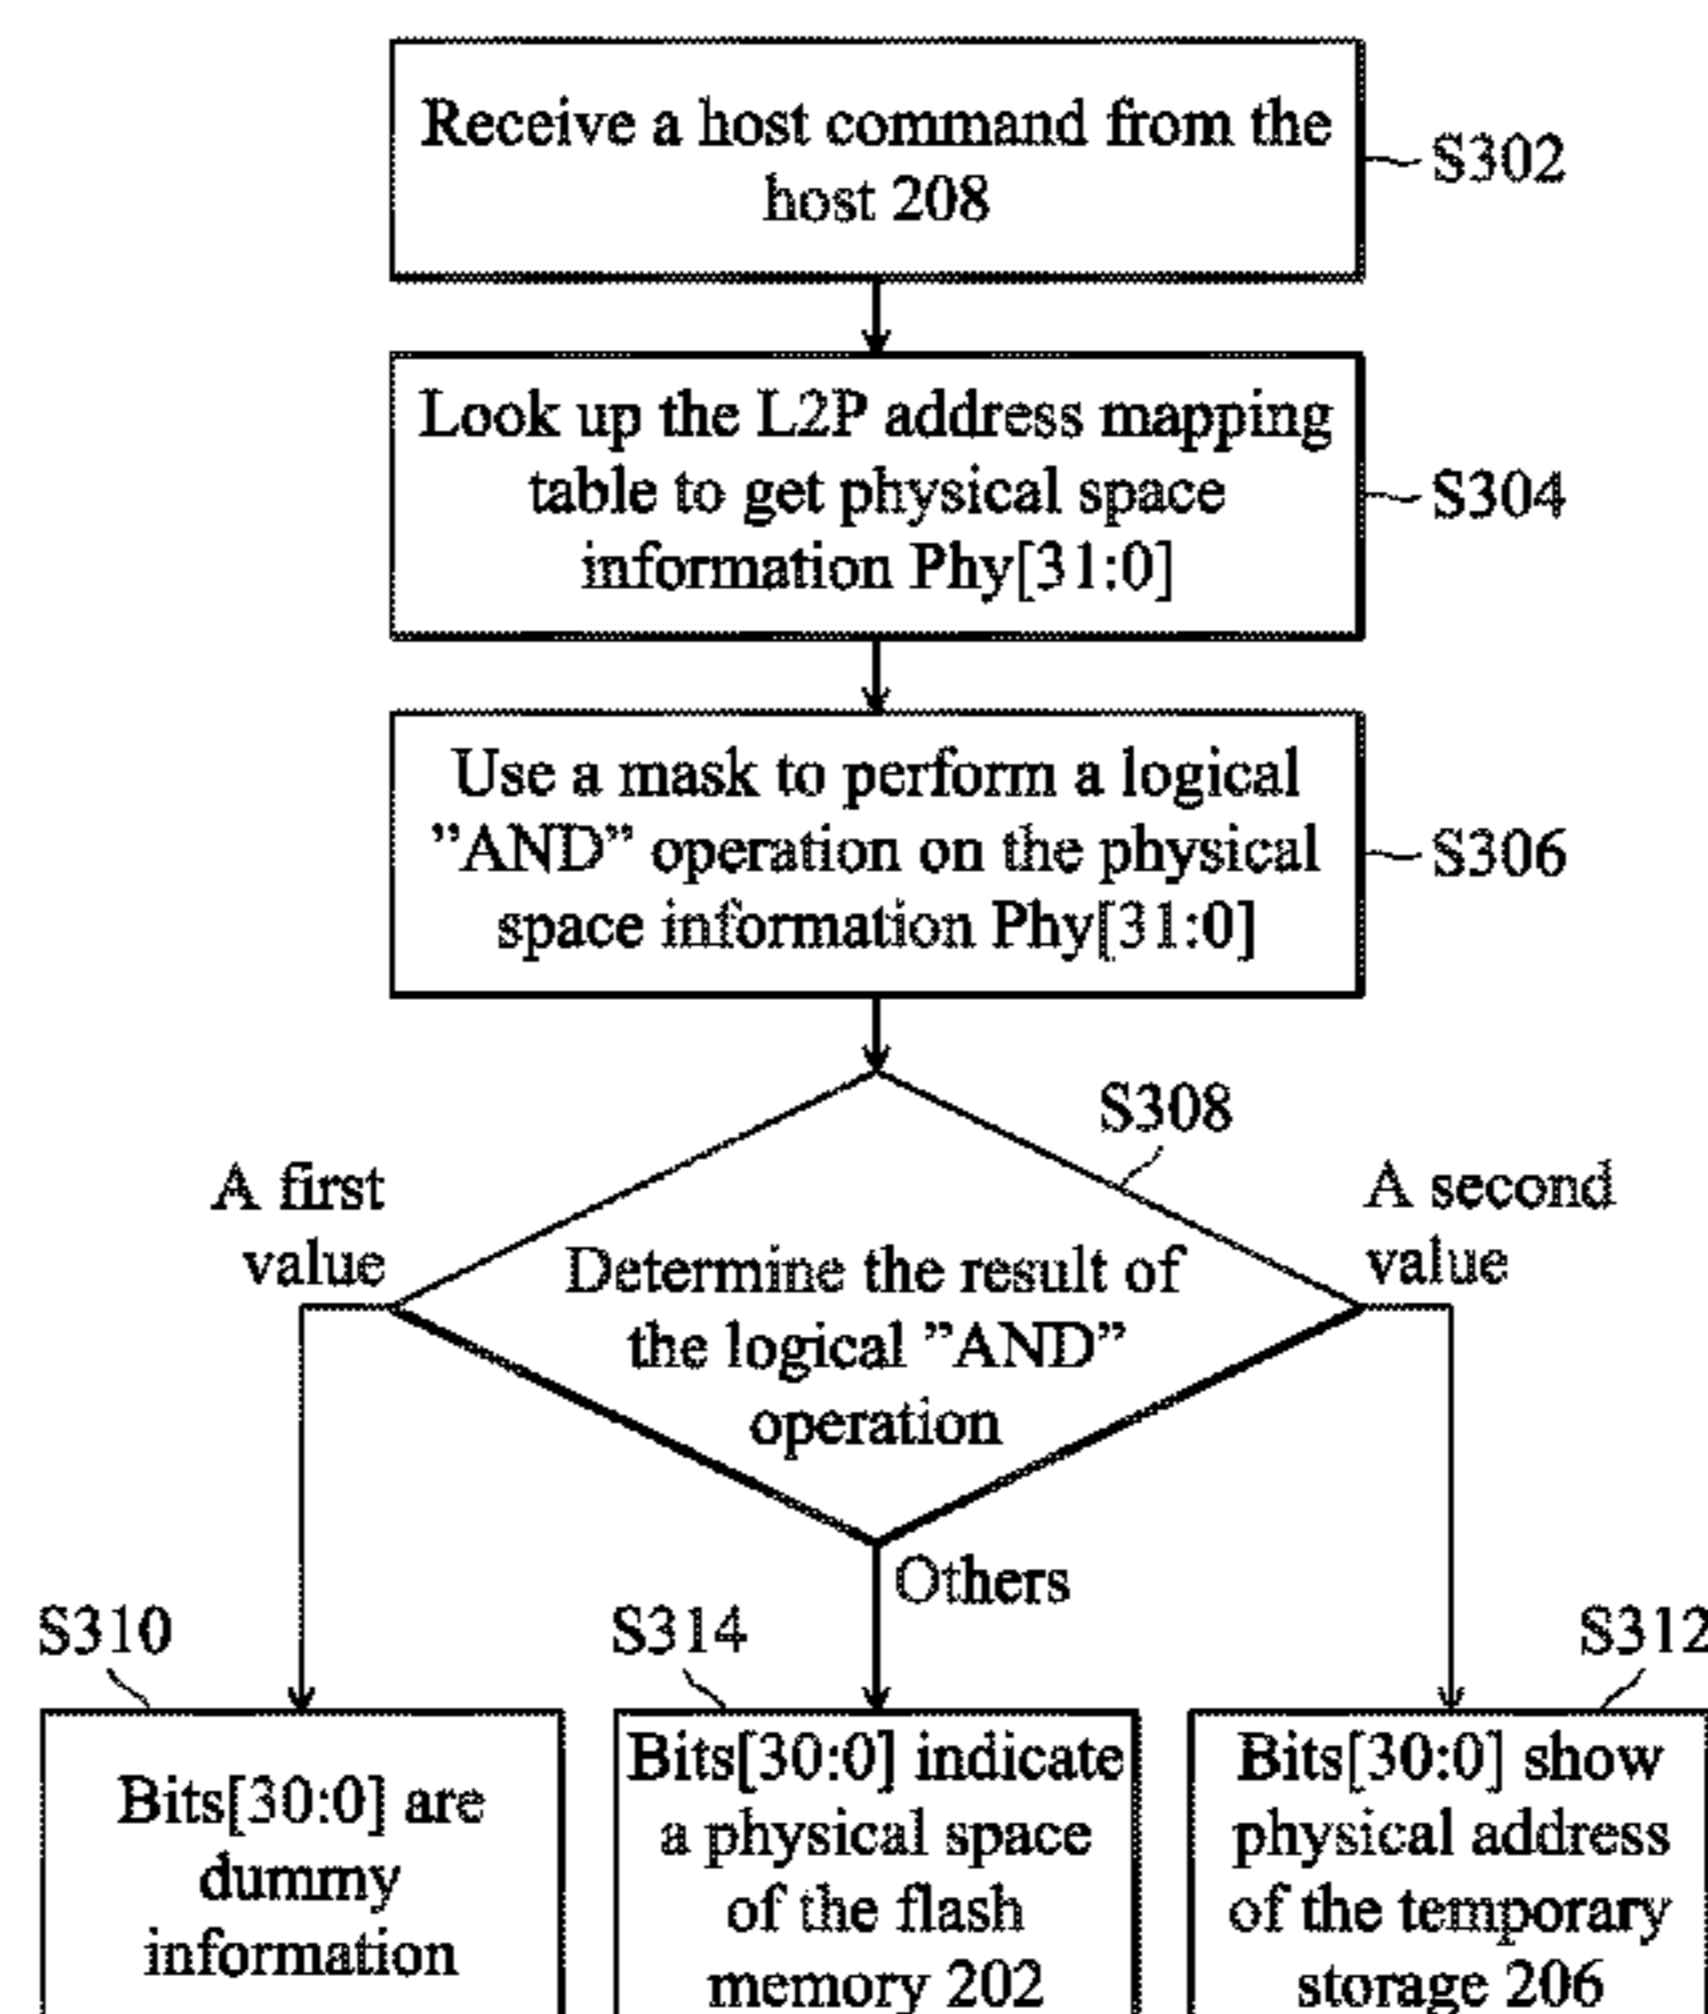 Receive a host command from the
host 208
S302
Look up the L2P address mapping
table to get physical space
information Phy[31:0]
S304
Use a mask to perform a logical
”AND” operation on the physical
space information Phy[31:0]
S306
S308
A first
value
A second
value
Determine the result of
the logical ”AND”
operation
Others
S310
S314
S312
Bits[30:0] are
dummy
information
Bits[30:0] indicate
a physical space
of the flash
memory 202
Bits[30:0] show
physical address
of the temporary
storage 206